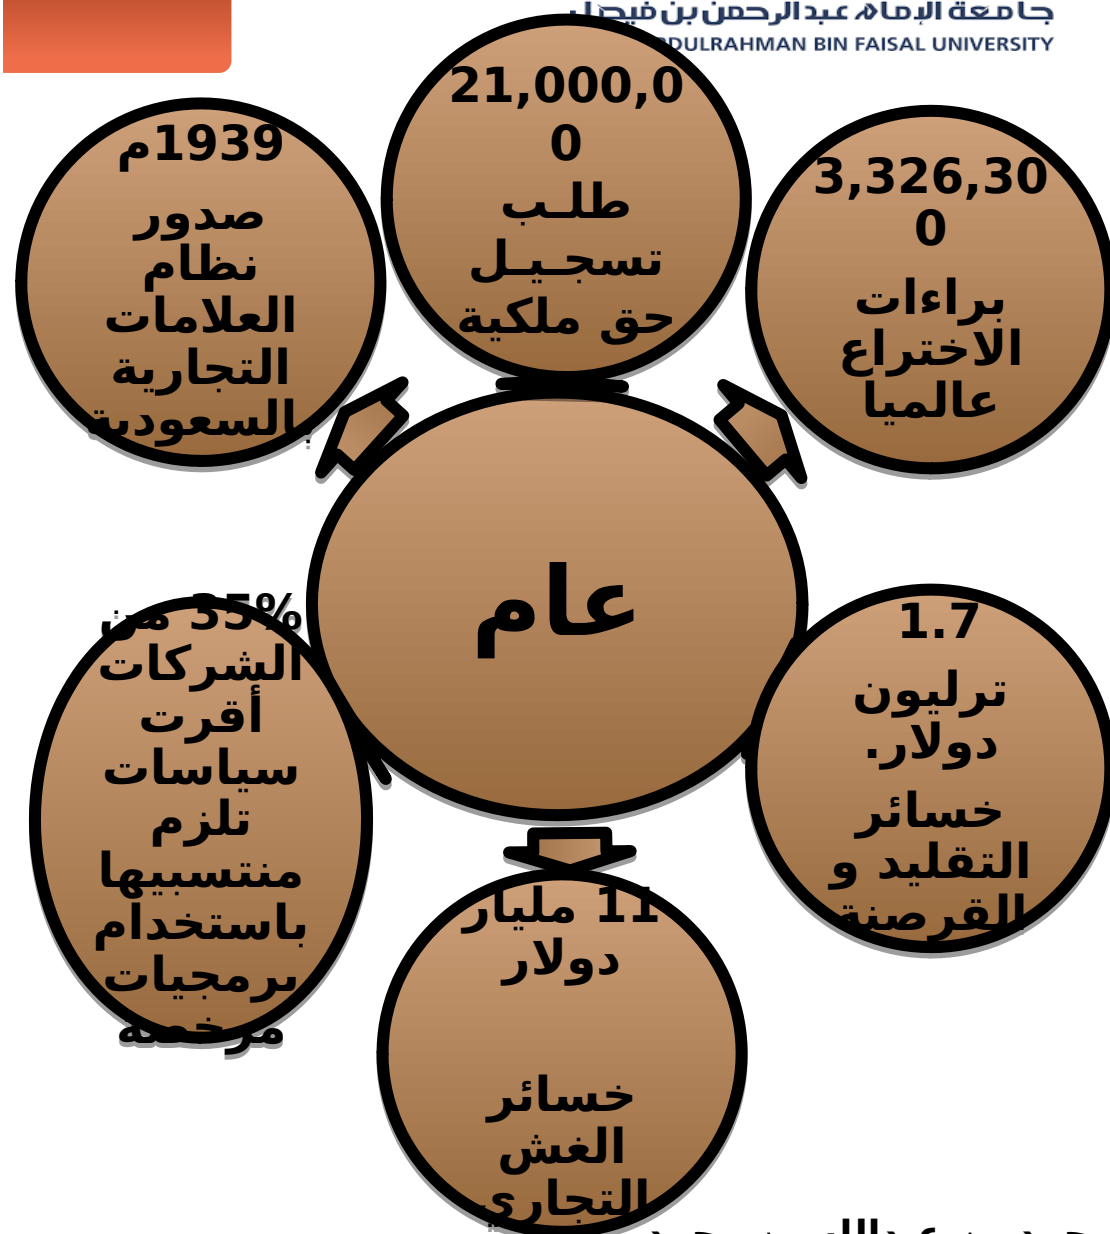 جامعة الإمام عبدالرحمن بن فيصل
ABDULRAHMAN BIN FAISAL UNIVERSITY
21,000,0
0
طلب
تسجيل
حق ملكية
3,326,30
0
براءات
الاختراع
عالميا
1939م
صدور
نظام
العلامات
التجارية
بالسعودية
عام
1.7
ترليون
دولار.
خسائر
التقليد و
القرصنة
35% من
الشركات
أقرت
سياسات
تلزم
منتسبيها
باستخدام
برمجيات
مرخصة
11 مليار
دولار
خسائر
الغش
التجاري